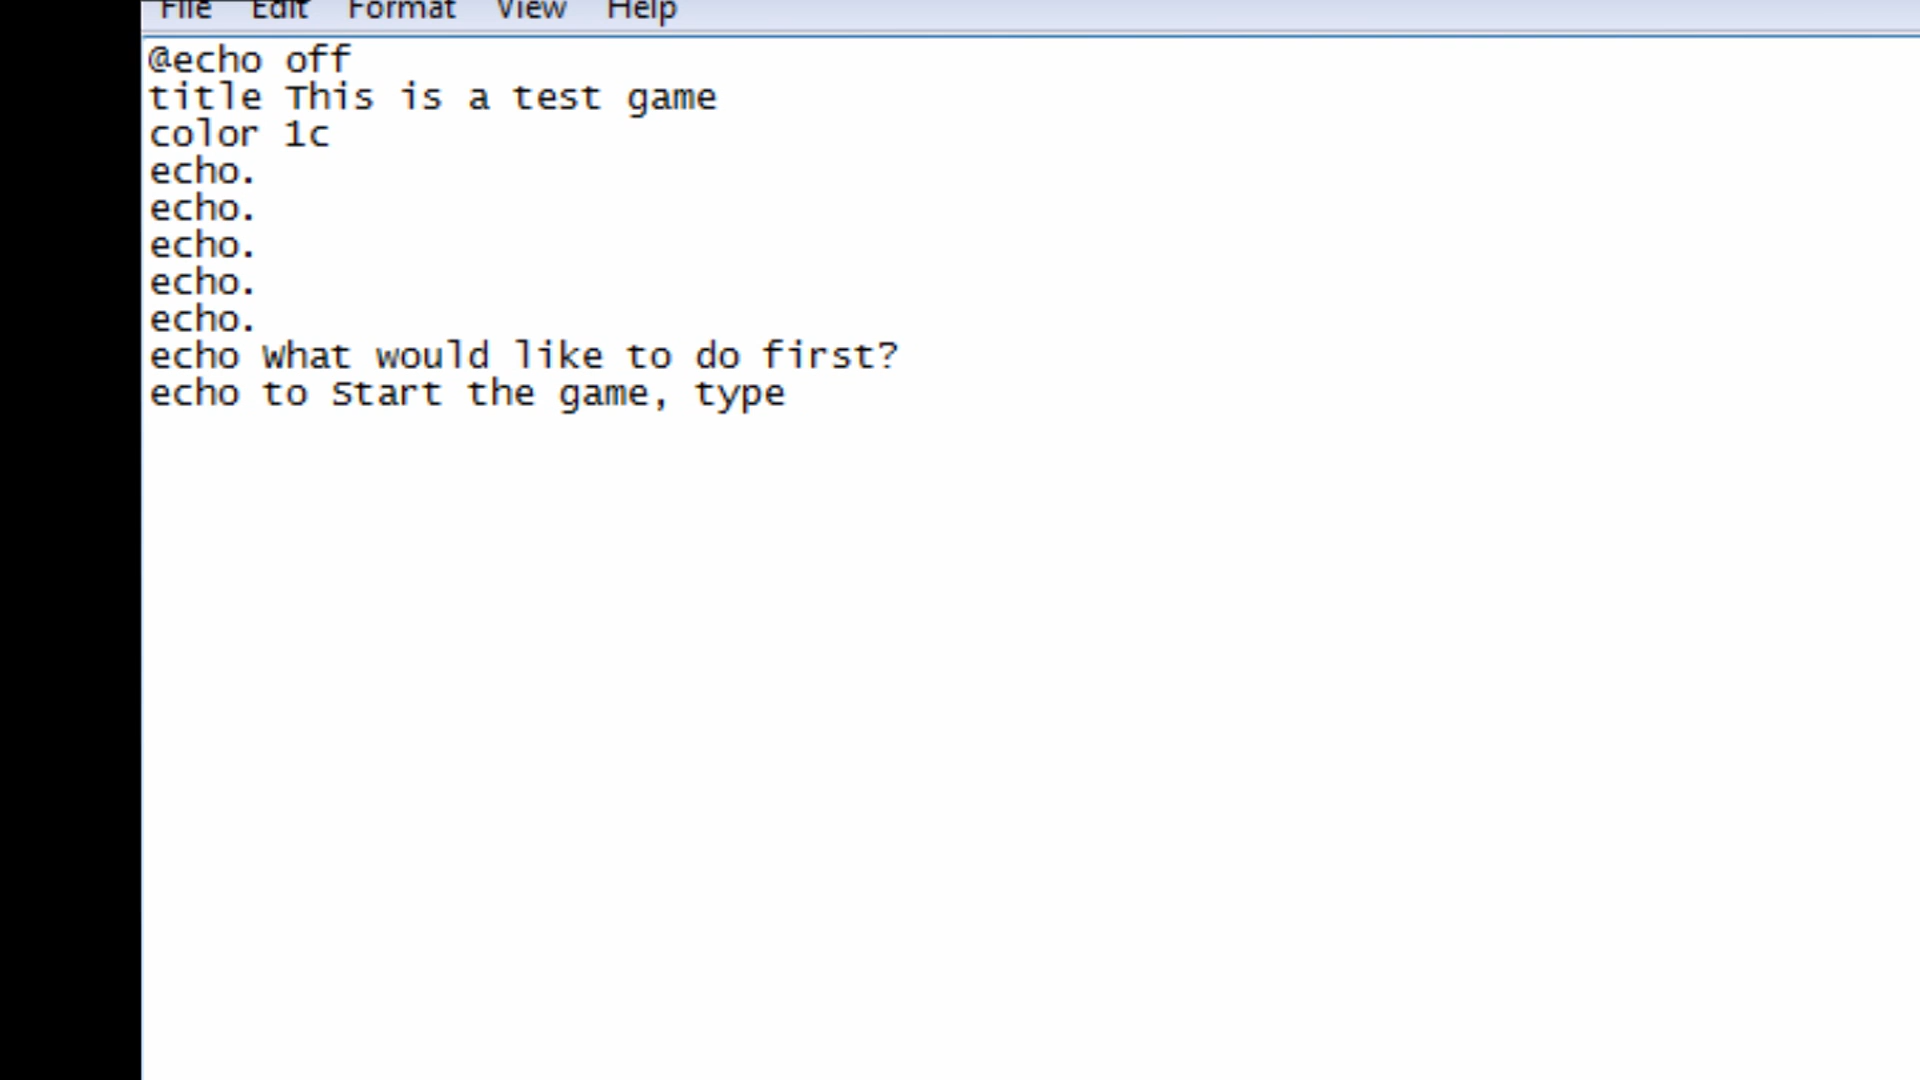 File Edit Format View Help
@echo off
title This is a test game
color 1c
echo.
echo.
echo.
echo.
echo.
echo What would like to do first?
echo to Start the game, type